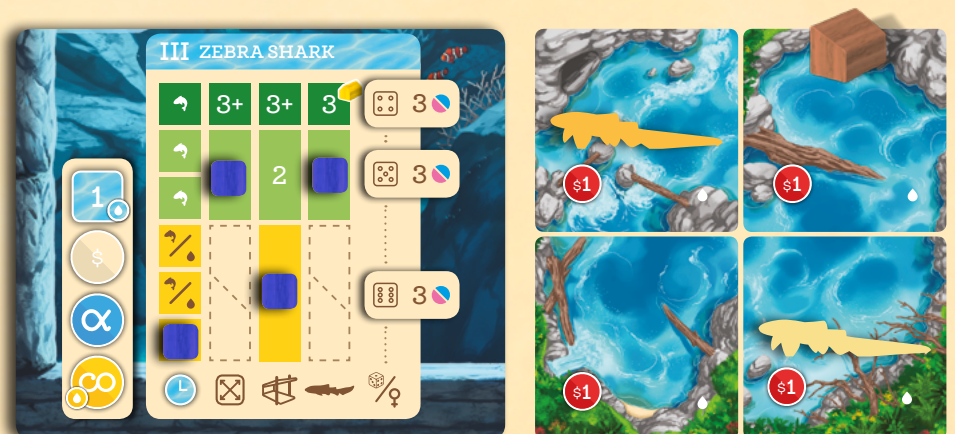 III ZEBRA SHARK
3+ 3+ 3 3
1
2 3
$
α
3
∞
$1 $1
$1 $1